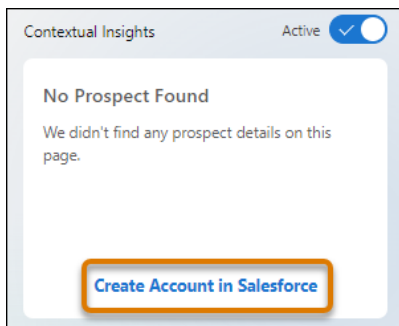 Contextual Insights
Active
No Prospect Found
We didn't find any prospect details on this
page.
Create Account in Salesforce